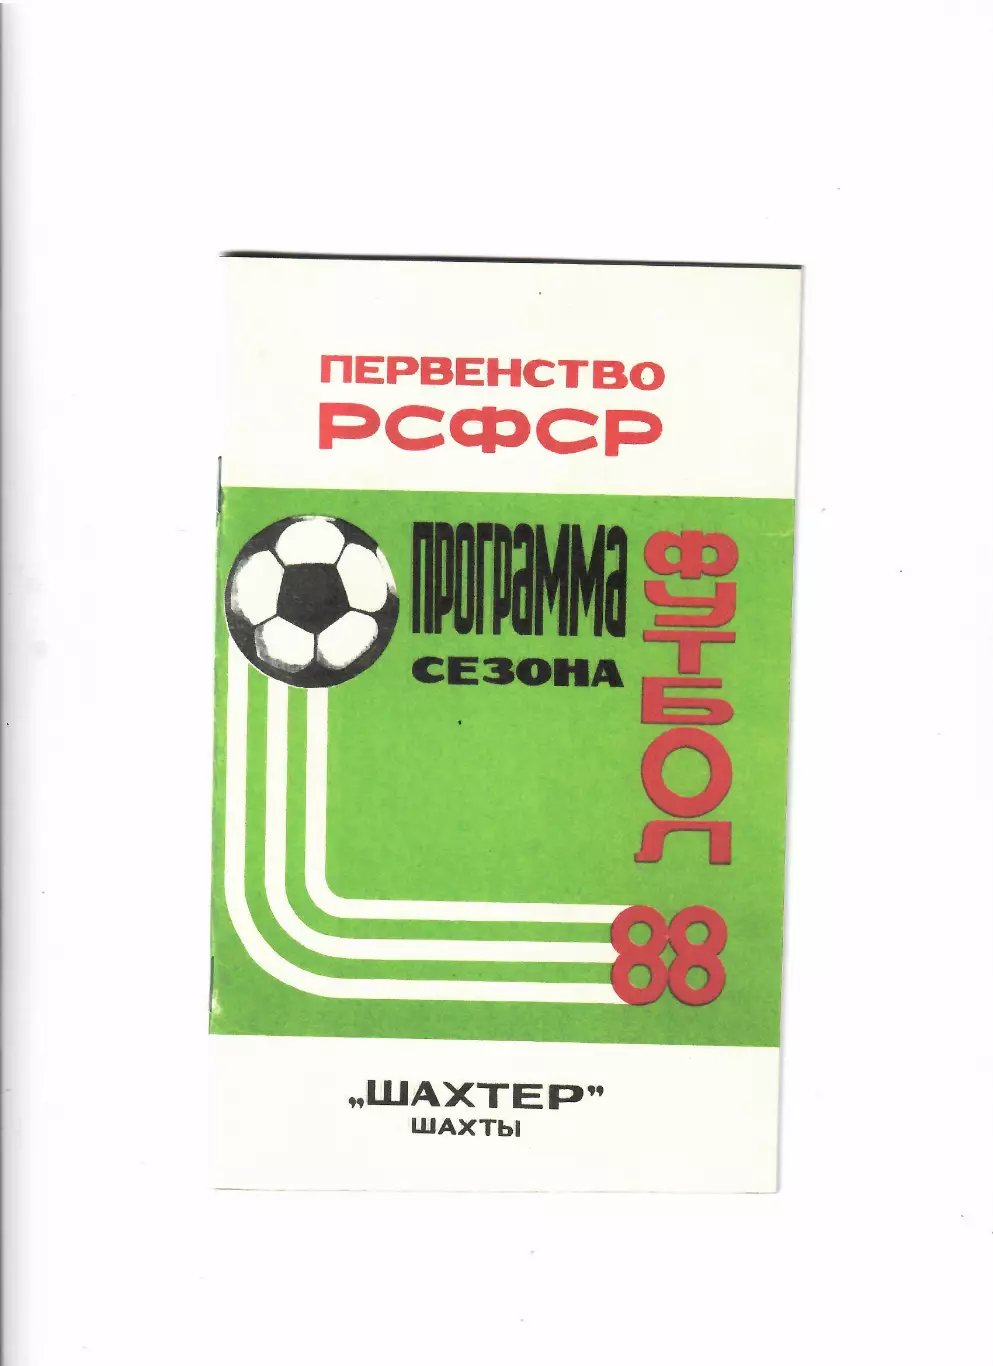 ПЕРВЕНСТВО
РСФСР
ПРОГРАММА
СЕЗОНА
ФУТБОЛ
88
„ШАХТЕР”
ШАХТЫ